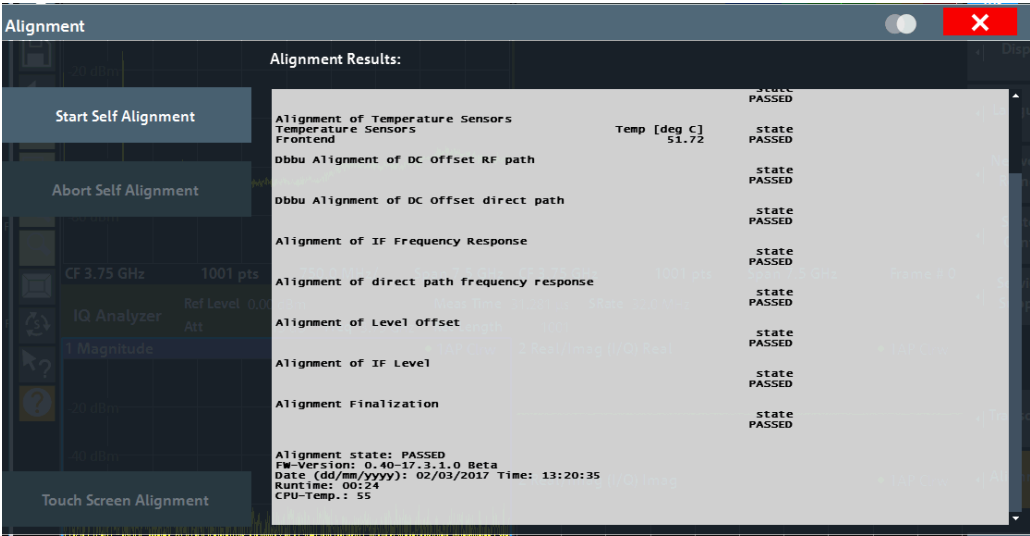 Alignment
Alignment Results:
Start Self Alignment
Abort Self Alignment
Touch Screen Alignment
state
PASSED
Alignment of Temperature Sensors
Temperature Sensors Temp [deg C] state
Frontend 51.72 PASSED
Dbbu Alignment of DC Offset RF path
state
PASSED
Dbbu Alignment of DC Offset direct path
state
PASSED
Alignment of IF Frequency Response
state
PASSED
Alignment of direct path frequency response
state
PASSED
Alignment of Level Offset
state
PASSED
Alignment of IF Level
state
PASSED
Alignment Finalization
state
PASSED
Alignment state: PASSED
FW-Version: 0.40-17.3.1.0 Beta
Date (dd/mm/yyyy): 02/03/2017 Time: 13:20:35
Runtime: 00:24
CPU-Temp.: 55
-20 dBm
CF 3.75 GHz 1001 pts
Ref Level
IQ Analyzer
Att
1 Magnitude
-20 dBm
-40 dBm